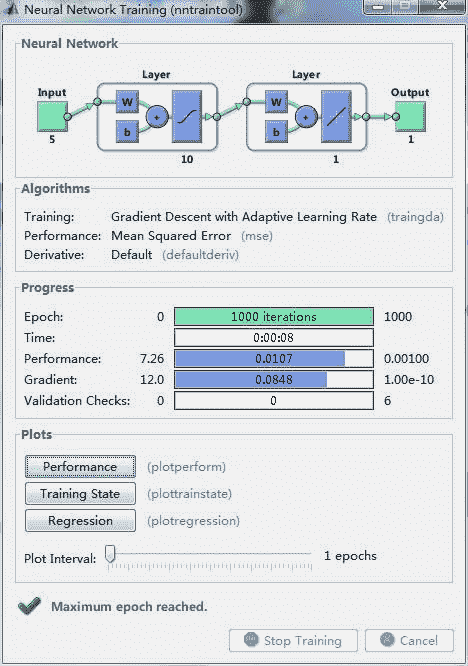 Neural Network Training (nntraintool)
Neural Network
Layer Layer
Input Output
W W
+ +
b b
5 10 1 1
Algorithms
Training: Gradient Descent with Adaptive Learning Rate (traingda)
Performance: Mean Squared Error (mse)
Derivative: Default (defaultderiv)
Progress
Epoch: 0 1000 iterations 1000
Time: 0:00:08
Performance: 7.26 0.0107 0.00100
Gradient: 12.0 0.0848 1.00e-10
Validation Checks: 0 0 6
Plots
Performance (plotperform)
Training State (plottrainstate)
Regression (plotregression)
Plot Interval: 1 epochs
Maximum epoch reached.
Stop Training Cancel